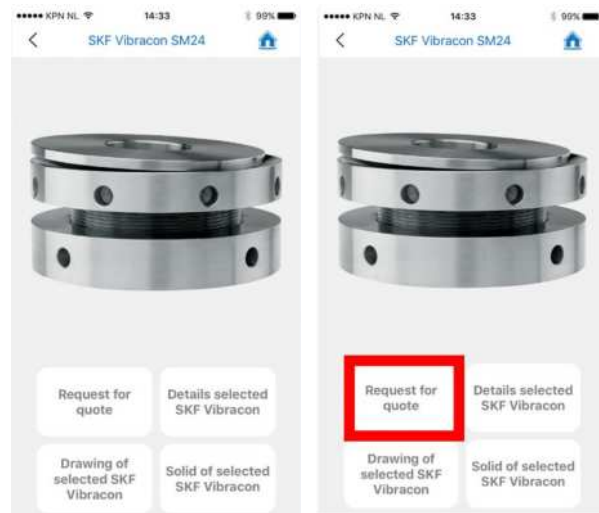 KPN NL 14:33 99%
SKF Vibracon SM24
Request for
quote
Details selected
SKF Vibracon
Drawing of
selected SKF
Vibracon
Solid of selected
SKF Vibracon
KPN NL 14:33 99%
SKF Vibracon SM24
Request for
quote
Details selected
SKF Vibracon
Drawing of
selected SKF
Vibracon
Solid of selected
SKF Vibracon